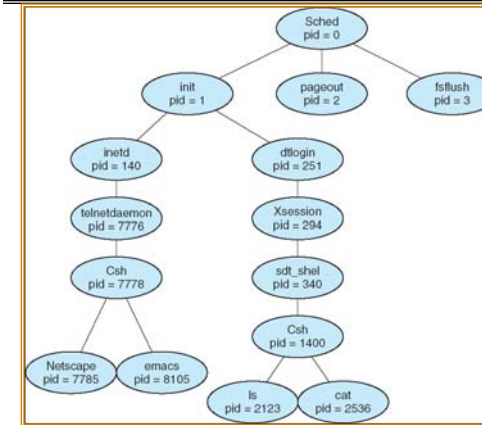 Sched
pid = 0
init
pid = 1
pageout
pid = 2
fsflush
pid = 3
inetd
pid = 140
dtlogin
pid = 251
telnetdaemon
pid = 7776
Xsession
pid = 294
Csh
pid = 7778
sdt_shel
pid = 340
Csh
pid = 1400
Netscape
pid = 7785
emacs
pid = 8105
ls
pid = 2123
cat
pid = 2536